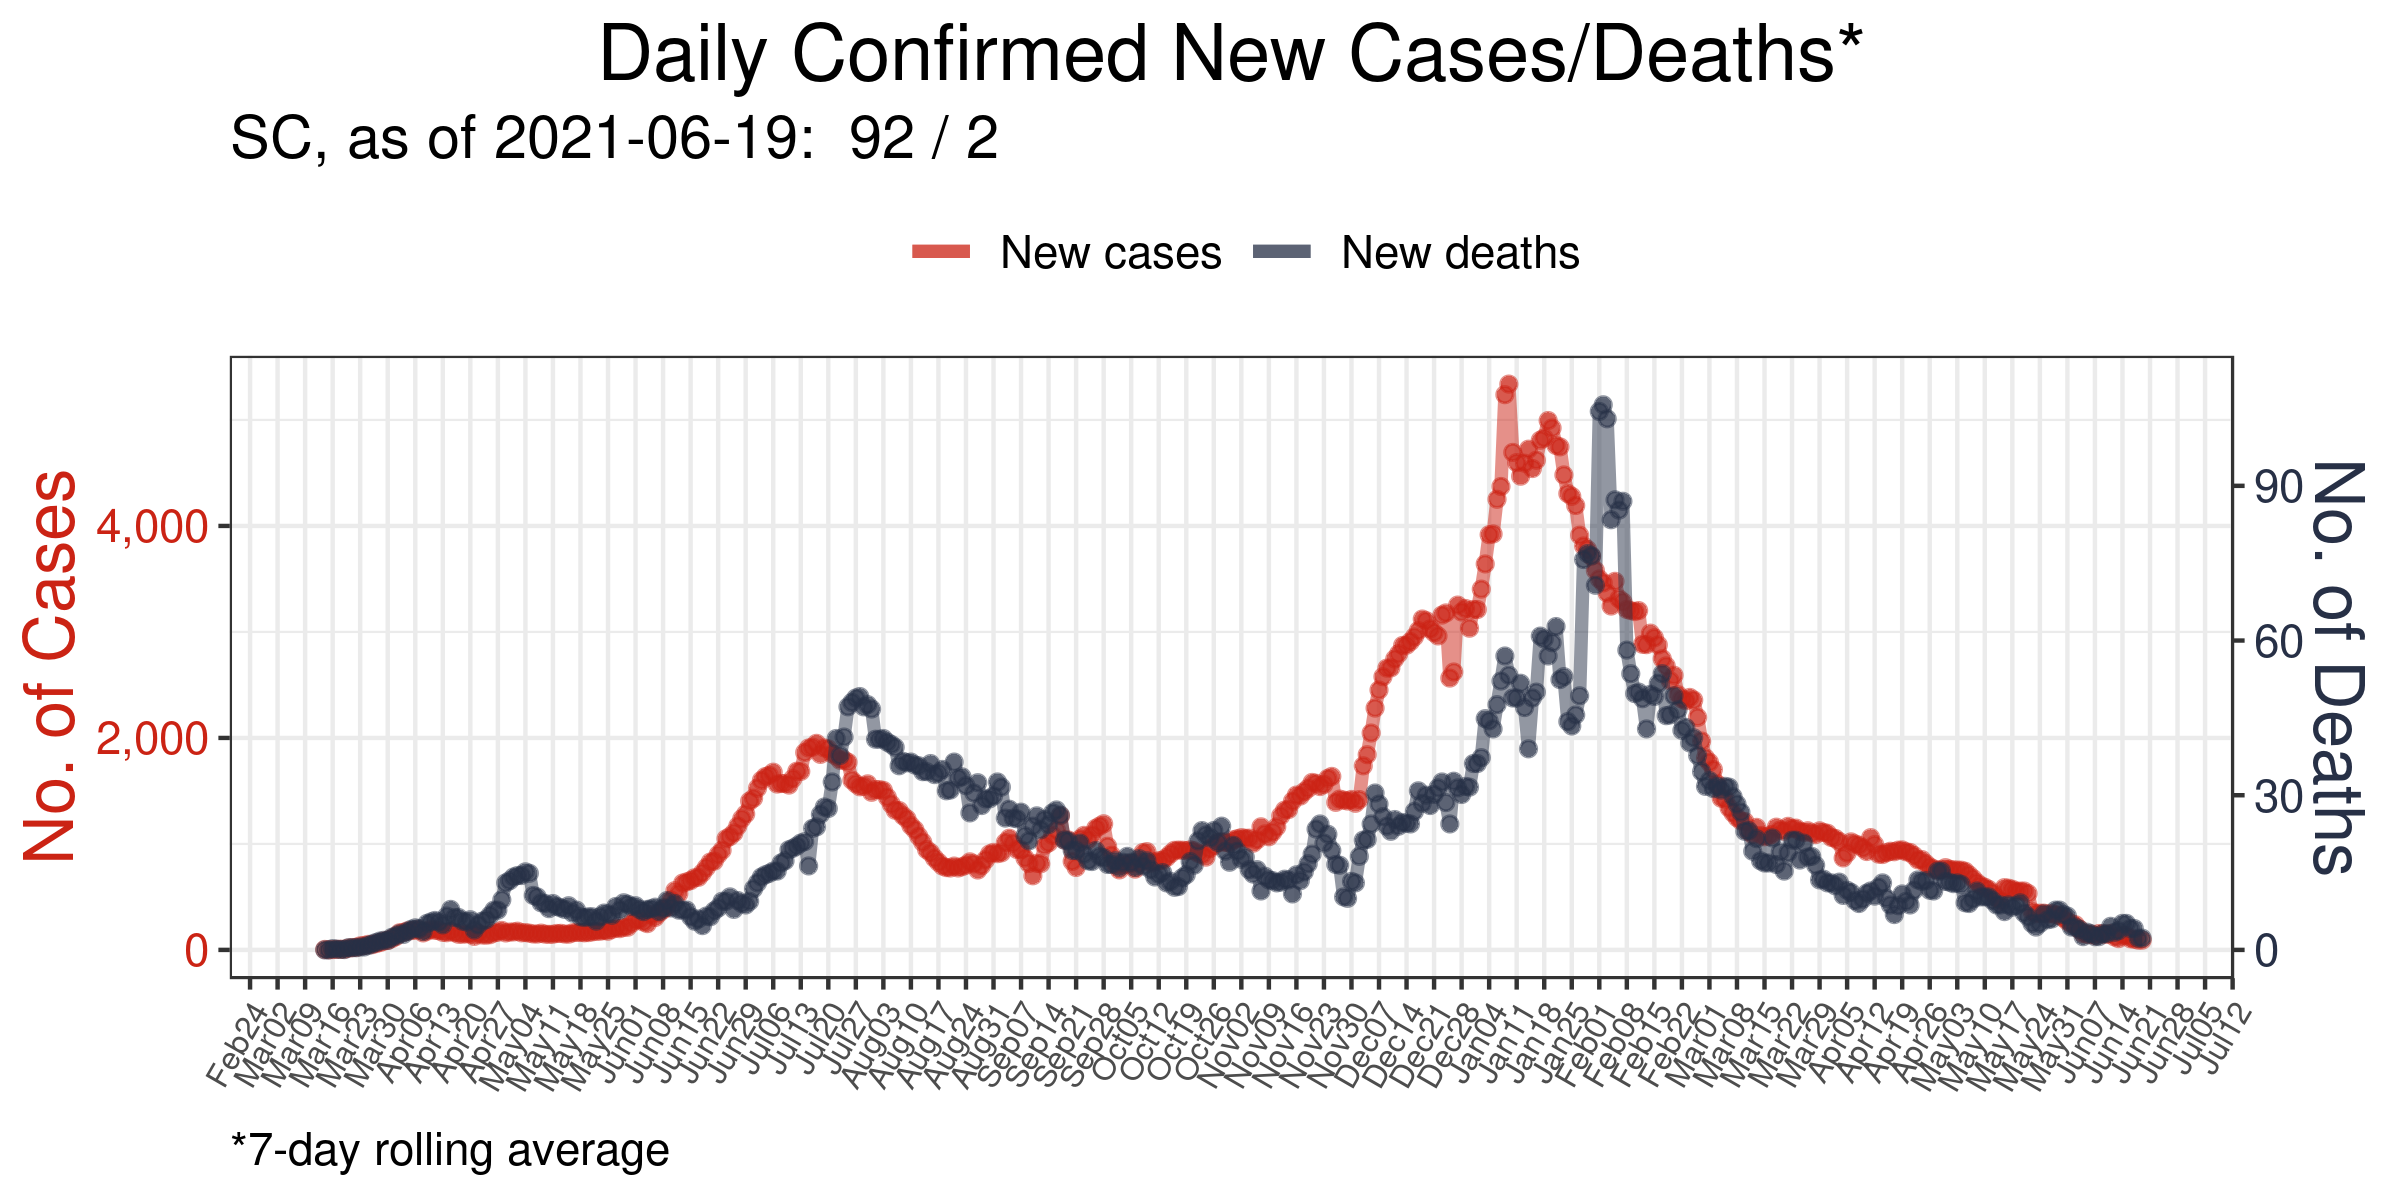 Daily Confirmed New Cases/Deaths*
SC, as of 2021-06-19:  92 / 2
New cases
New deaths
No. of Cases
4,000
2,000
0
90
60
30
0
No. of Deaths
Feb24
Mar02
Mar09
Mar16
Mar23
Mar30
Apr06
Apr13
Apr20
Apr27
Apr04
May11
May18
May25
Jun01
Jun08
Jun15
Jun22
Jun29
Jul06
Jul13
Jul20
Jul27
Aug03
Aug10
Aug17
Aug24
Aug31
Sep07
Sep14
Sep21
Sep28
Oct05
Oct12
Oct19
Oct26
Nov02
Nov09
Nov16
Nov23
Nov30
Dec07
Dec14
Dec21
Dec28
Jan04
Jan11
Jan18
Jan25
Feb01
Feb08
Feb15
Feb22
Mar01
Mar08
Mar15
Mar22
Mar29
Apr05
Apr12
Apr19
Apr26
May03
May10
May17
May24
May31
Jun07
Jun14
Jun21
Jun28
Jul05
Jul12
*7-day rolling average